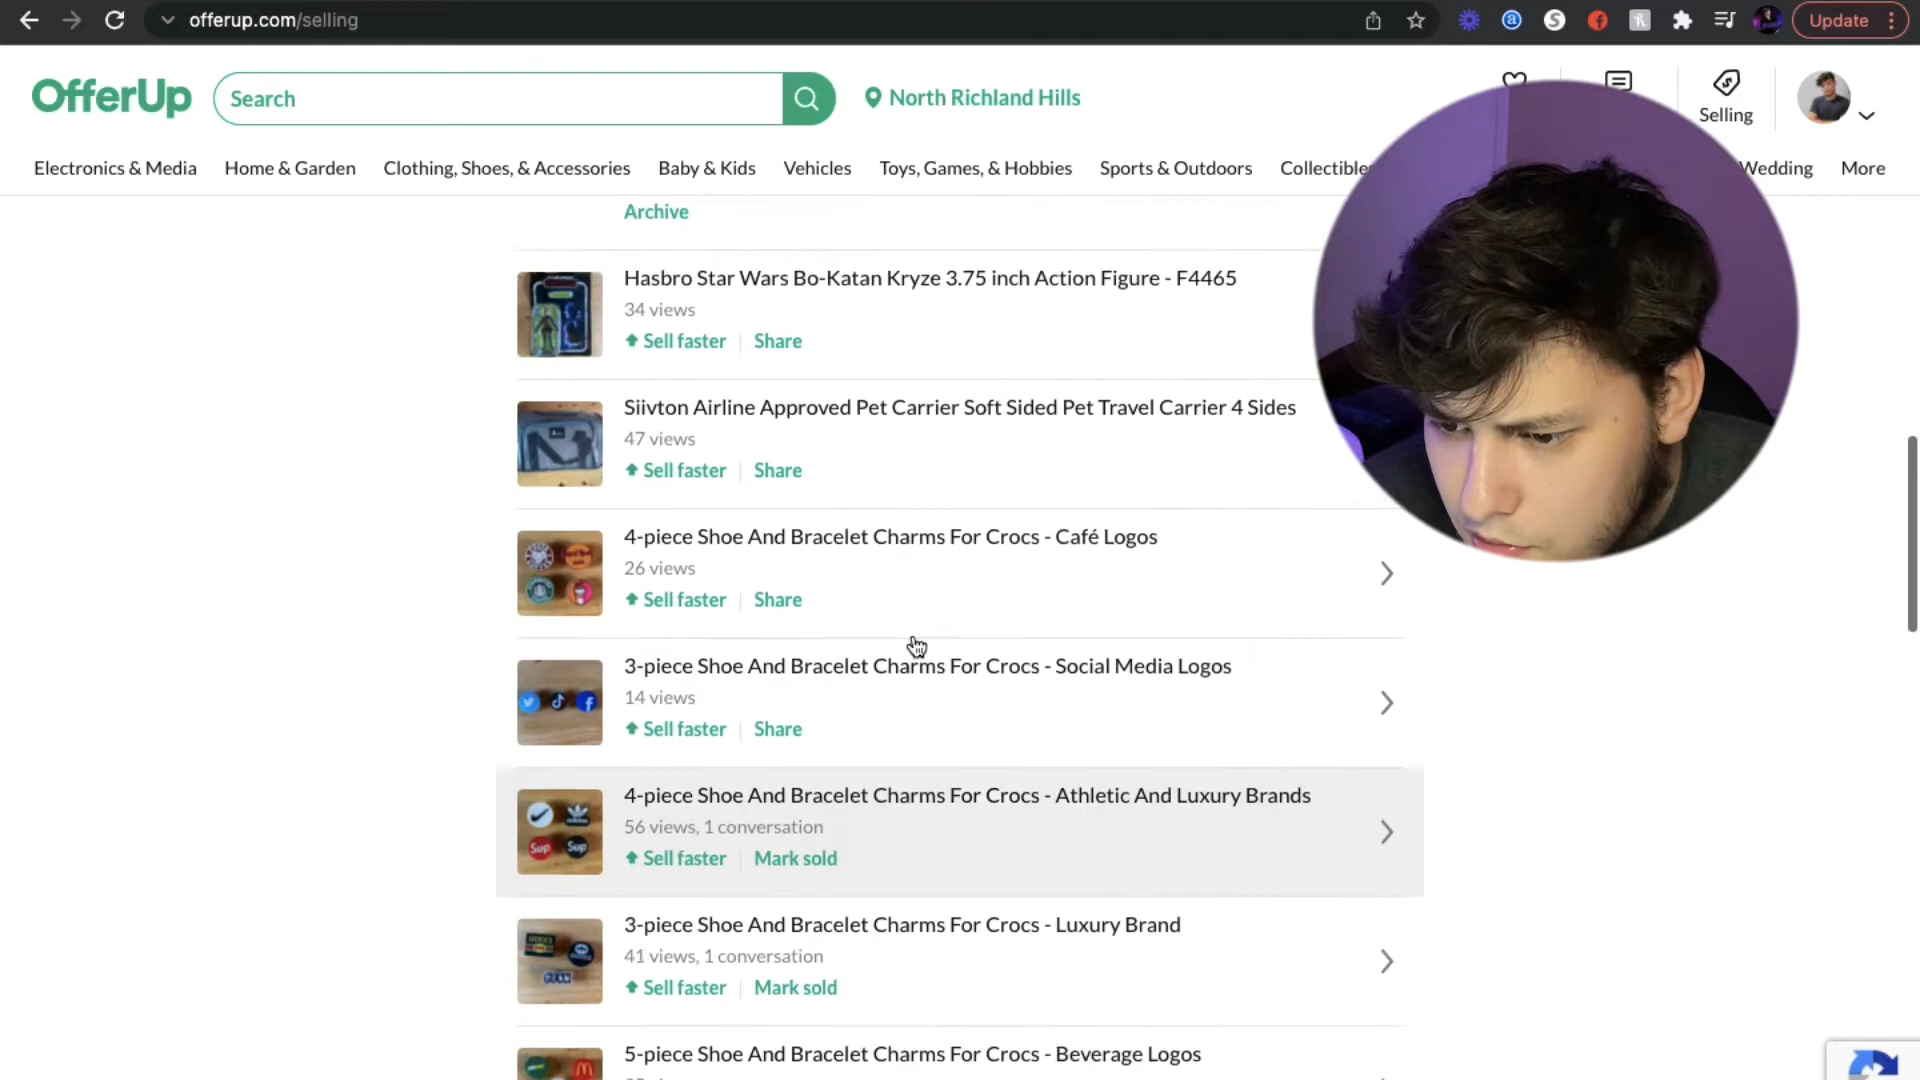 offerup.com/selling
Update
OfferUp
Search
North Richland Hills
Selling
Electronics & Media Home & Garden Clothing, Shoes, & Accessories Baby & Kids Vehicles Toys, Games, & Hobbies Sports & Outdoors Wedding More
Archive
Hasbro Star Wars Bo-Katan Kryze 3.75 inch Action Figure - F4465
34 views
Sell faster Share
Siivton Airline Approved Pet Carrier Soft Sided Pet Travel Carrier 4 Sides
47 views
Sell faster Share
4-piece Shoe And Bracelet Charms For Crocs - Café Logos
26 views
Sell faster Share
3-piece Shoe And Bracelet Charms For Crocs - Social Media Logos
14 views
Sell faster Share
4-piece Shoe And Bracelet Charms For Crocs - Athletic And Luxury Brands
56 views, 1 conversation
Sell faster Mark sold
Sup Sup
3-piece Shoe And Bracelet Charms For Crocs - Luxury Brand
41 views, 1 conversation
Sell faster Mark sold
5-piece Shoe And Bracelet Charms For Crocs - Beverage Logos